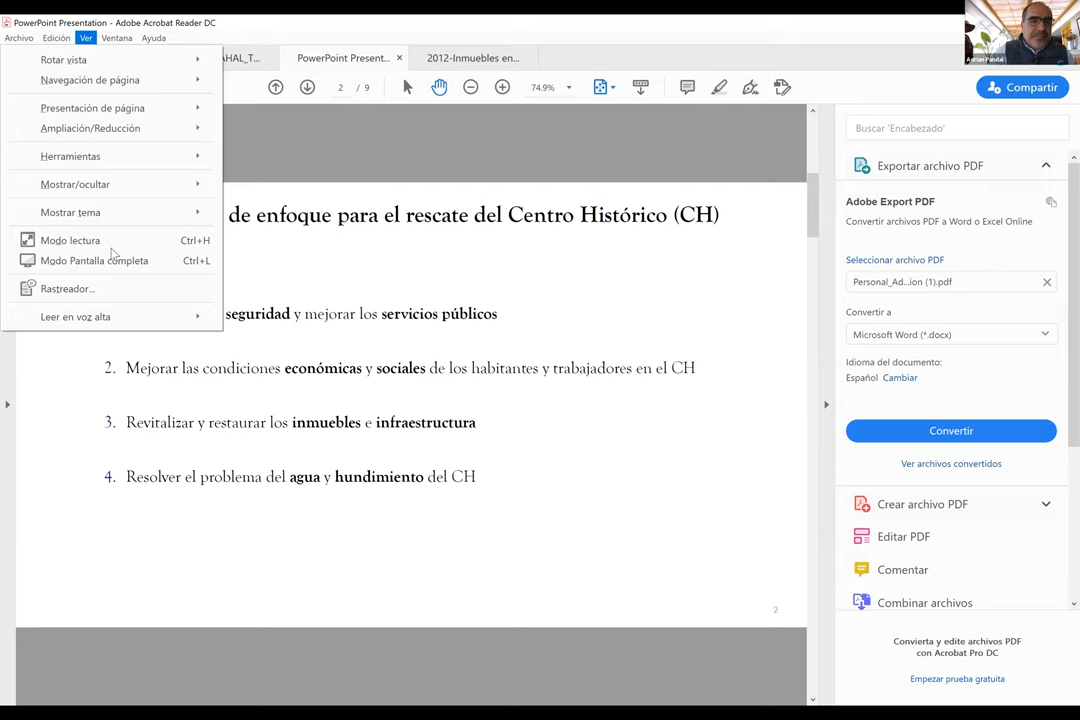 PowerPoint Presentation - Adobe Acrobat Reader DC
Archivo Edición Ver Ventana Ayuda
Adrian Pandal
AHAL_T...
PowerPoint Present... ×
2012-Inmuebles en...
2 / 9
74.9%
Compartir
Rotar vista
Navegación de página
Presentación de página
Ampliación/Reducción
Herramientas
Mostrar/ocultar
Mostrar tema
Modo lectura Ctrl+H
Modo Pantalla completa Ctrl+L
Rastreador...
Leer en voz alta
de enfoque para el rescate del Centro Histórico (CH)
seguridad y mejorar los servicios públicos
2. Mejorar las condiciones económicas y sociales de los habitantes y trabajadores en el CH
3. Revitalizar y restaurar los inmuebles e infraestructura
4. Resolver el problema del agua y hundimiento del CH
2
Buscar 'Encabezado'
Exportar archivo PDF
Adobe Export PDF
Convertir archivos PDF a Word o Excel Online
Seleccionar archivo PDF
Personal_Ad...ion (1).pdf
Convertir a
Microsoft Word (*.docx)
Idioma del documento:
Español Cambiar
Convertir
Ver archivos convertidos
Crear archivo PDF
Editar PDF
Comentar
Combinar archivos
Convierta y edite archivos PDF
con Acrobat Pro DC
Empezar prueba gratuita